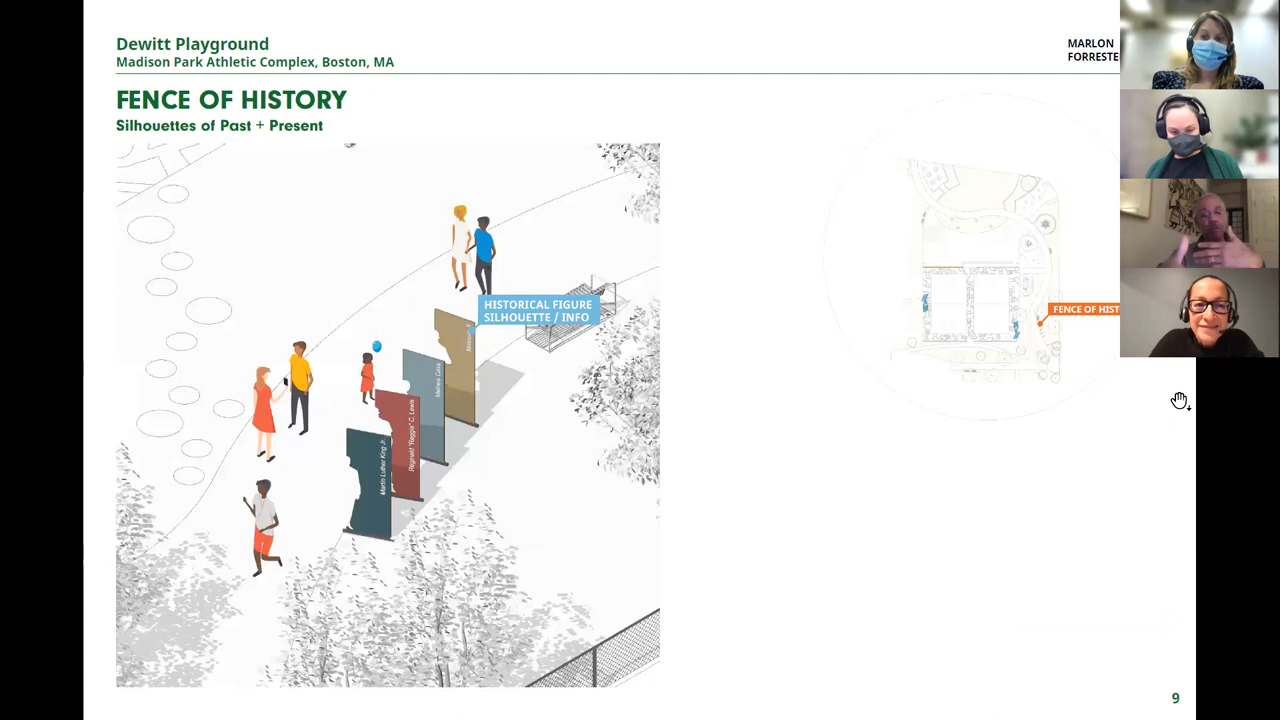 Dewitt Playground
Madison Park Athletic Complex, Boston, MA
MARLON
FORRESTE
FENCE OF HISTORY
Silhouettes of Past + Present
HISTORICAL FIGURE
SILHOUETTE / INFO
Melnea Cass
Reginald "Reggie" C. Lewis
Martin Luther King Jr.
FENCE OF HIST
9